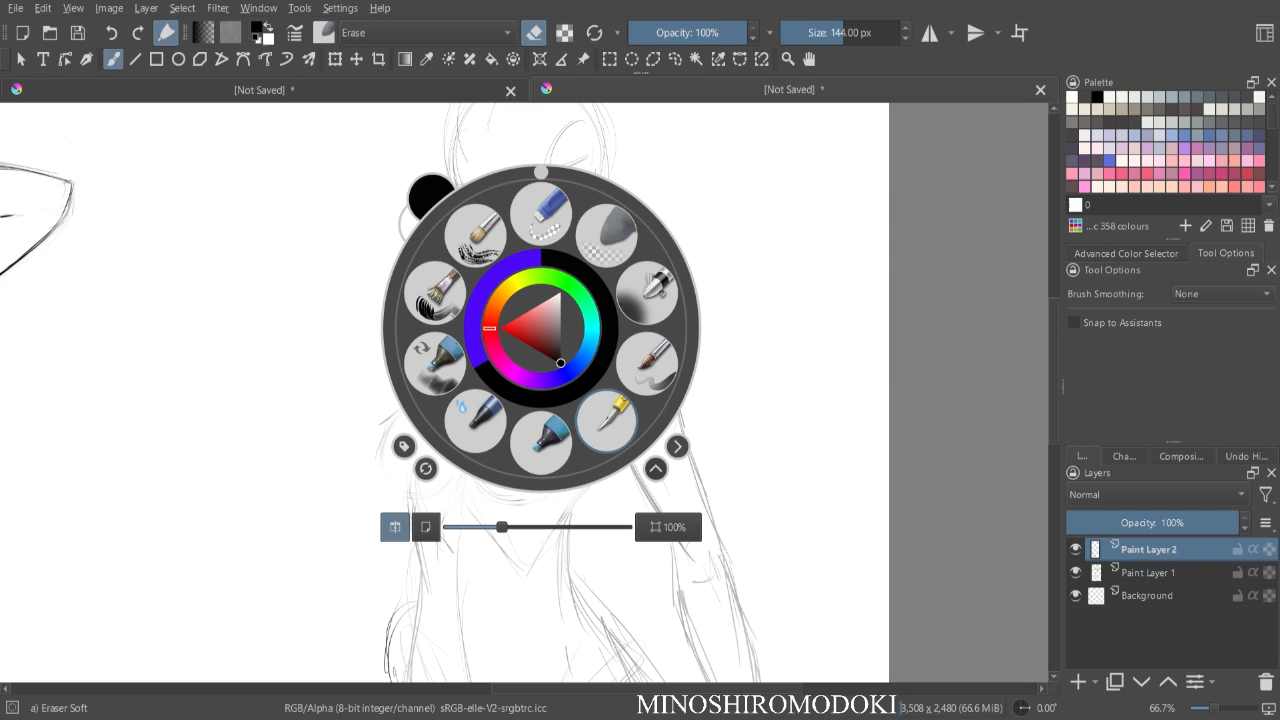 File Edit View Image Layer Select Filter Window Tools Settings Help
Erase Opacity: 100% Size: 144.00 px
[Not Saved] * [Not Saved] *
Palette
0
...c 358 colours
Advanced Color Selector Tool Options
Tool Options
Brush Smoothing: None
Snap to Assistants
L... Cha... Composi... Undo Hi...
Layers
Normal
Opacity: 100%
100%
Paint Layer 2
Paint Layer 1
Background
a) Eraser Soft RGB/Alpha (8-bit integer/channel) sRGB-elle-V2-srgbtrc.icc MINOSHIROMODOKI 3,508 x 2,480 (66.6 MiB) 0.00° 66.7%